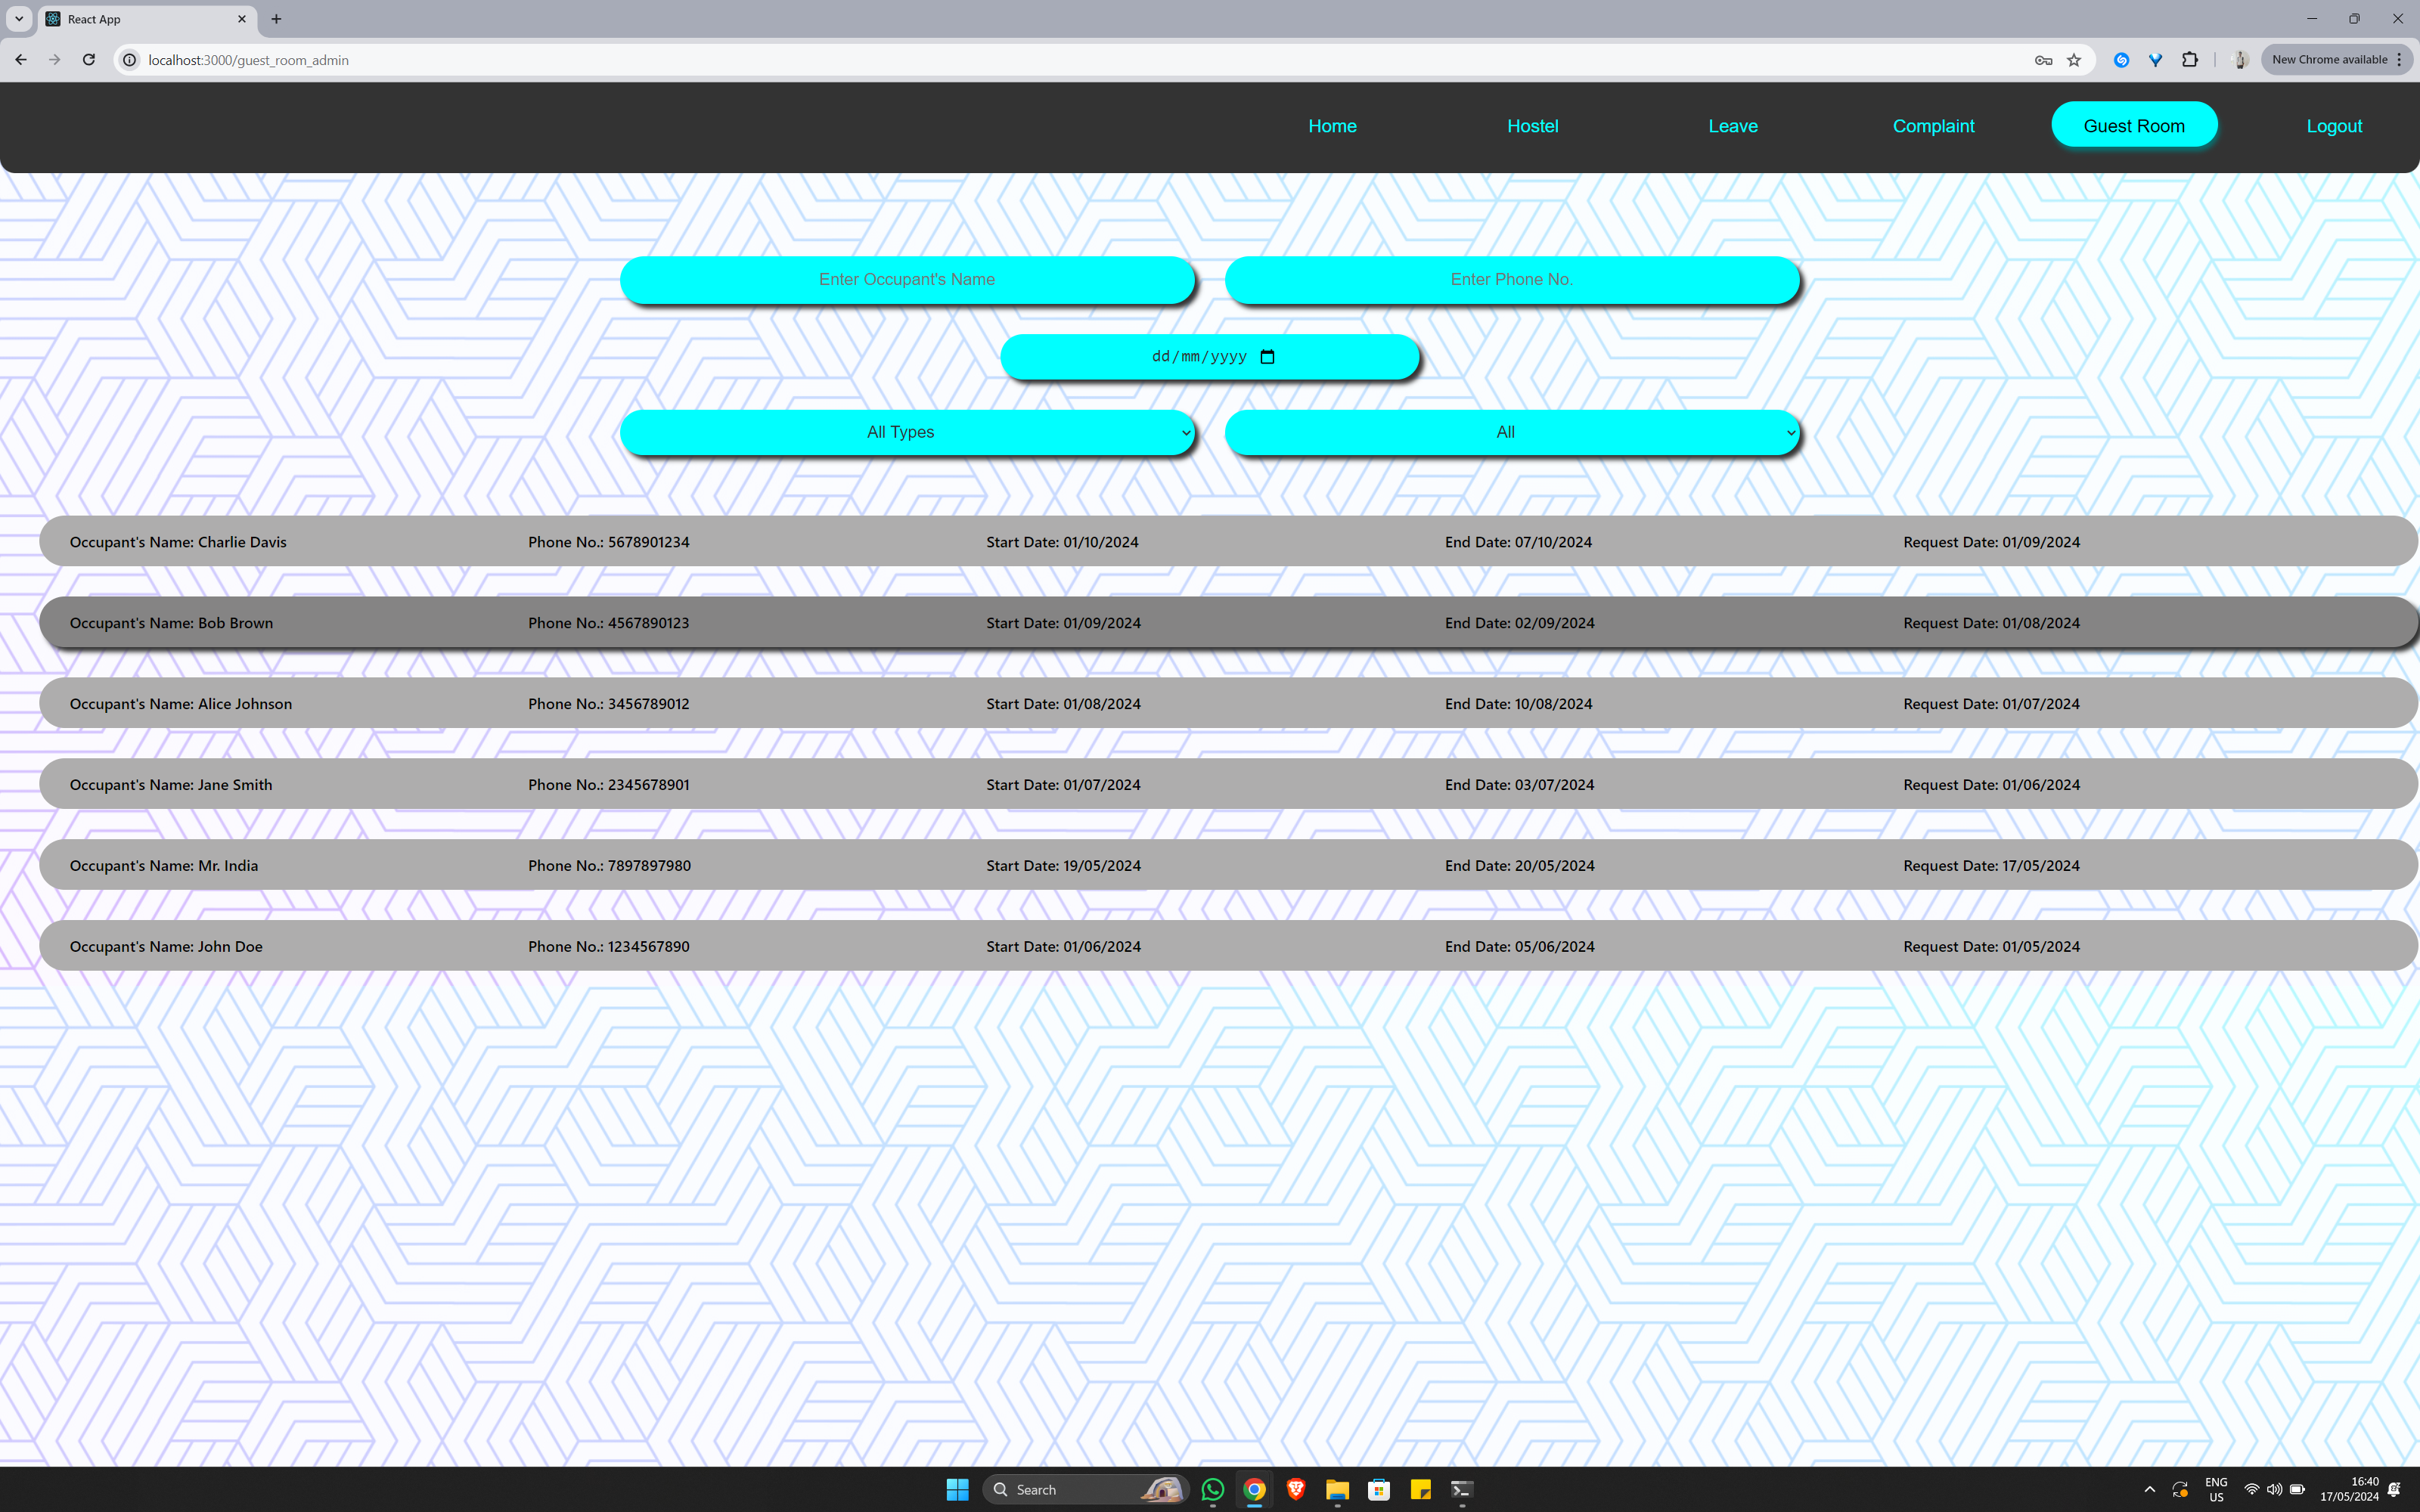 React App
localhost:3000/guest_room_admin
New Chrome available
Home Hostel Leave Complaint Guest Room Logout
Enter Occupant's Name Enter Phone No.
dd/mm/yyyy
All Types All
Occupant's Name: Charlie Davis Phone No.: 5678901234 Start Date: 01/10/2024 End Date: 07/10/2024 Request Date: 01/09/2024
Occupant's Name: Bob Brown Phone No.: 4567890123 Start Date: 01/09/2024 End Date: 02/09/2024 Request Date: 01/08/2024
Occupant's Name: Alice Johnson Phone No.: 3456789012 Start Date: 01/08/2024 End Date: 10/08/2024 Request Date: 01/07/2024
Occupant's Name: Jane Smith Phone No.: 2345678901 Start Date: 01/07/2024 End Date: 03/07/2024 Request Date: 01/06/2024
Occupant's Name: Mr. India Phone No.: 7897897980 Start Date: 19/05/2024 End Date: 20/05/2024 Request Date: 17/05/2024
Occupant's Name: John Doe Phone No.: 1234567890 Start Date: 01/06/2024 End Date: 05/06/2024 Request Date: 01/05/2024
Search ENG 16:40
US 17/05/2024